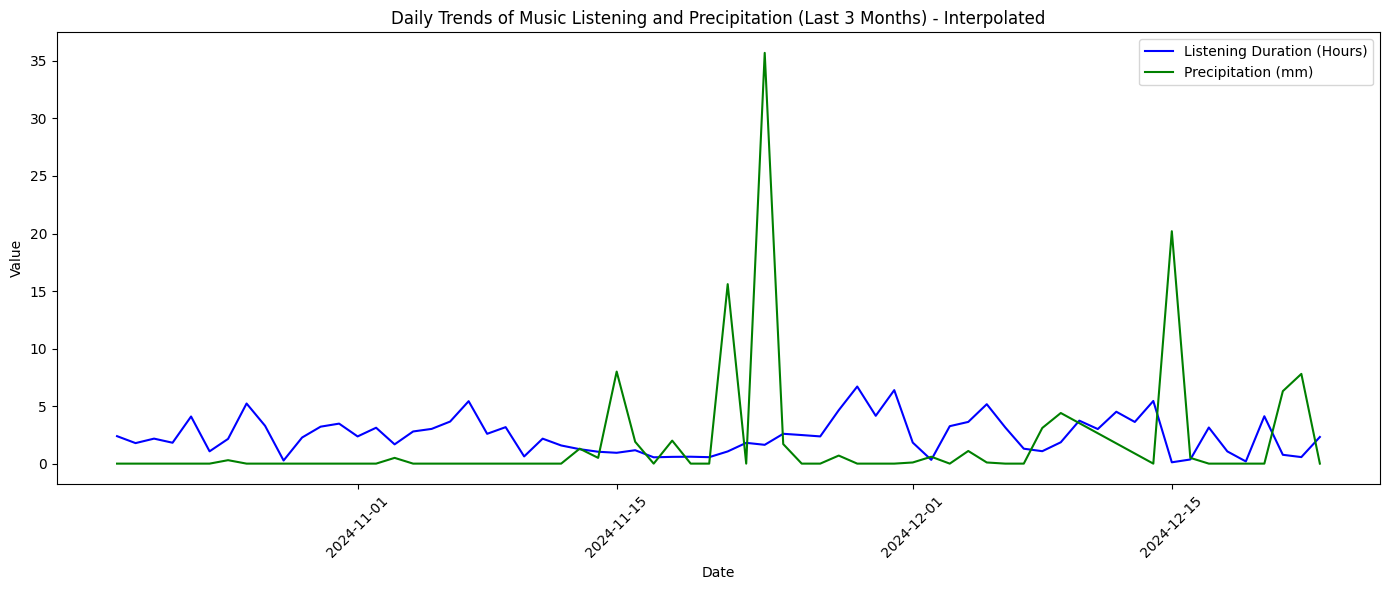 Daily Trends of Music Listening and Precipitation (Last 3 Months) - Interpolated
Listening Duration (Hours)
Precipitation (mm)
Value
35
30
25
20
15
10
5
0
2024-11-01
2024-11-15
2024-12-01
2024-12-15
Date